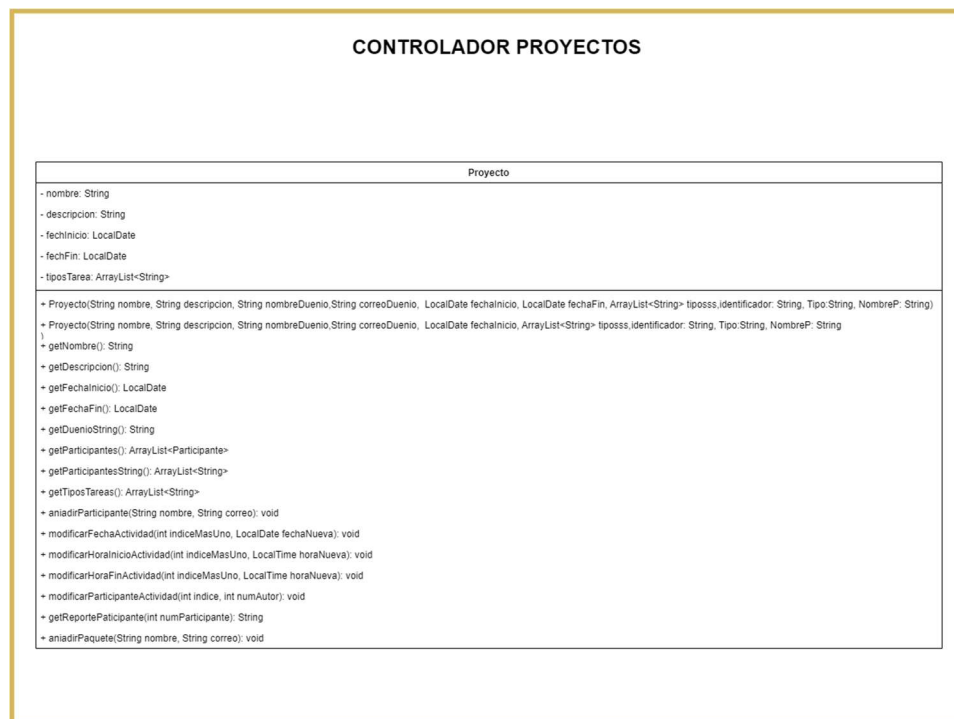 CONTROLADOR PROYECTOS
Proyecto
- nombre: String
- descripcion: String
- fechInicio: LocalDate
- fechFin: LocalDate
- tiposTarea: ArrayList<String>
+ Proyecto(String nombre, String descripcion, String nombreDuenio,String correoDuenio, LocalDate fechaInicio, LocalDate fechaFin, ArrayList<String> tiposss,identificador: String, Tipo:String, NombreP: String)
+ Proyecto(String nombre, String descripcion, String nombreDuenio,String correoDuenio, LocalDate fechaInicio, ArrayList<String> tiposss,identificador: String, Tipo:String, NombreP: String
)
+ getNombre(): String
+ getDescripcion(): String
+ getFechaInicio(): LocalDate
+ getFechaFin(): LocalDate
+ getDuenioString(): String
+ getParticipantes(): ArrayList<Participante>
+ getParticipantesString(): ArrayList<String>
+ getTiposTareas(): ArrayList<String>
+ aniadirParticipante(String nombre, String correo): void
+ modificarFechaActividad(int indiceMasUno, LocalDate fechaNueva): void
+ modificarHoraInicioActividad(int indiceMasUno, LocalTime horaNueva): void
+ modificarHoraFinActividad(int indiceMasUno, LocalTime horaNueva): void
+ modificarParticipanteActividad(int indice, int numAutor): void
+ getReportePaticipante(int numParticipante): String
+ aniadirPaquete(String nombre, String correo): void